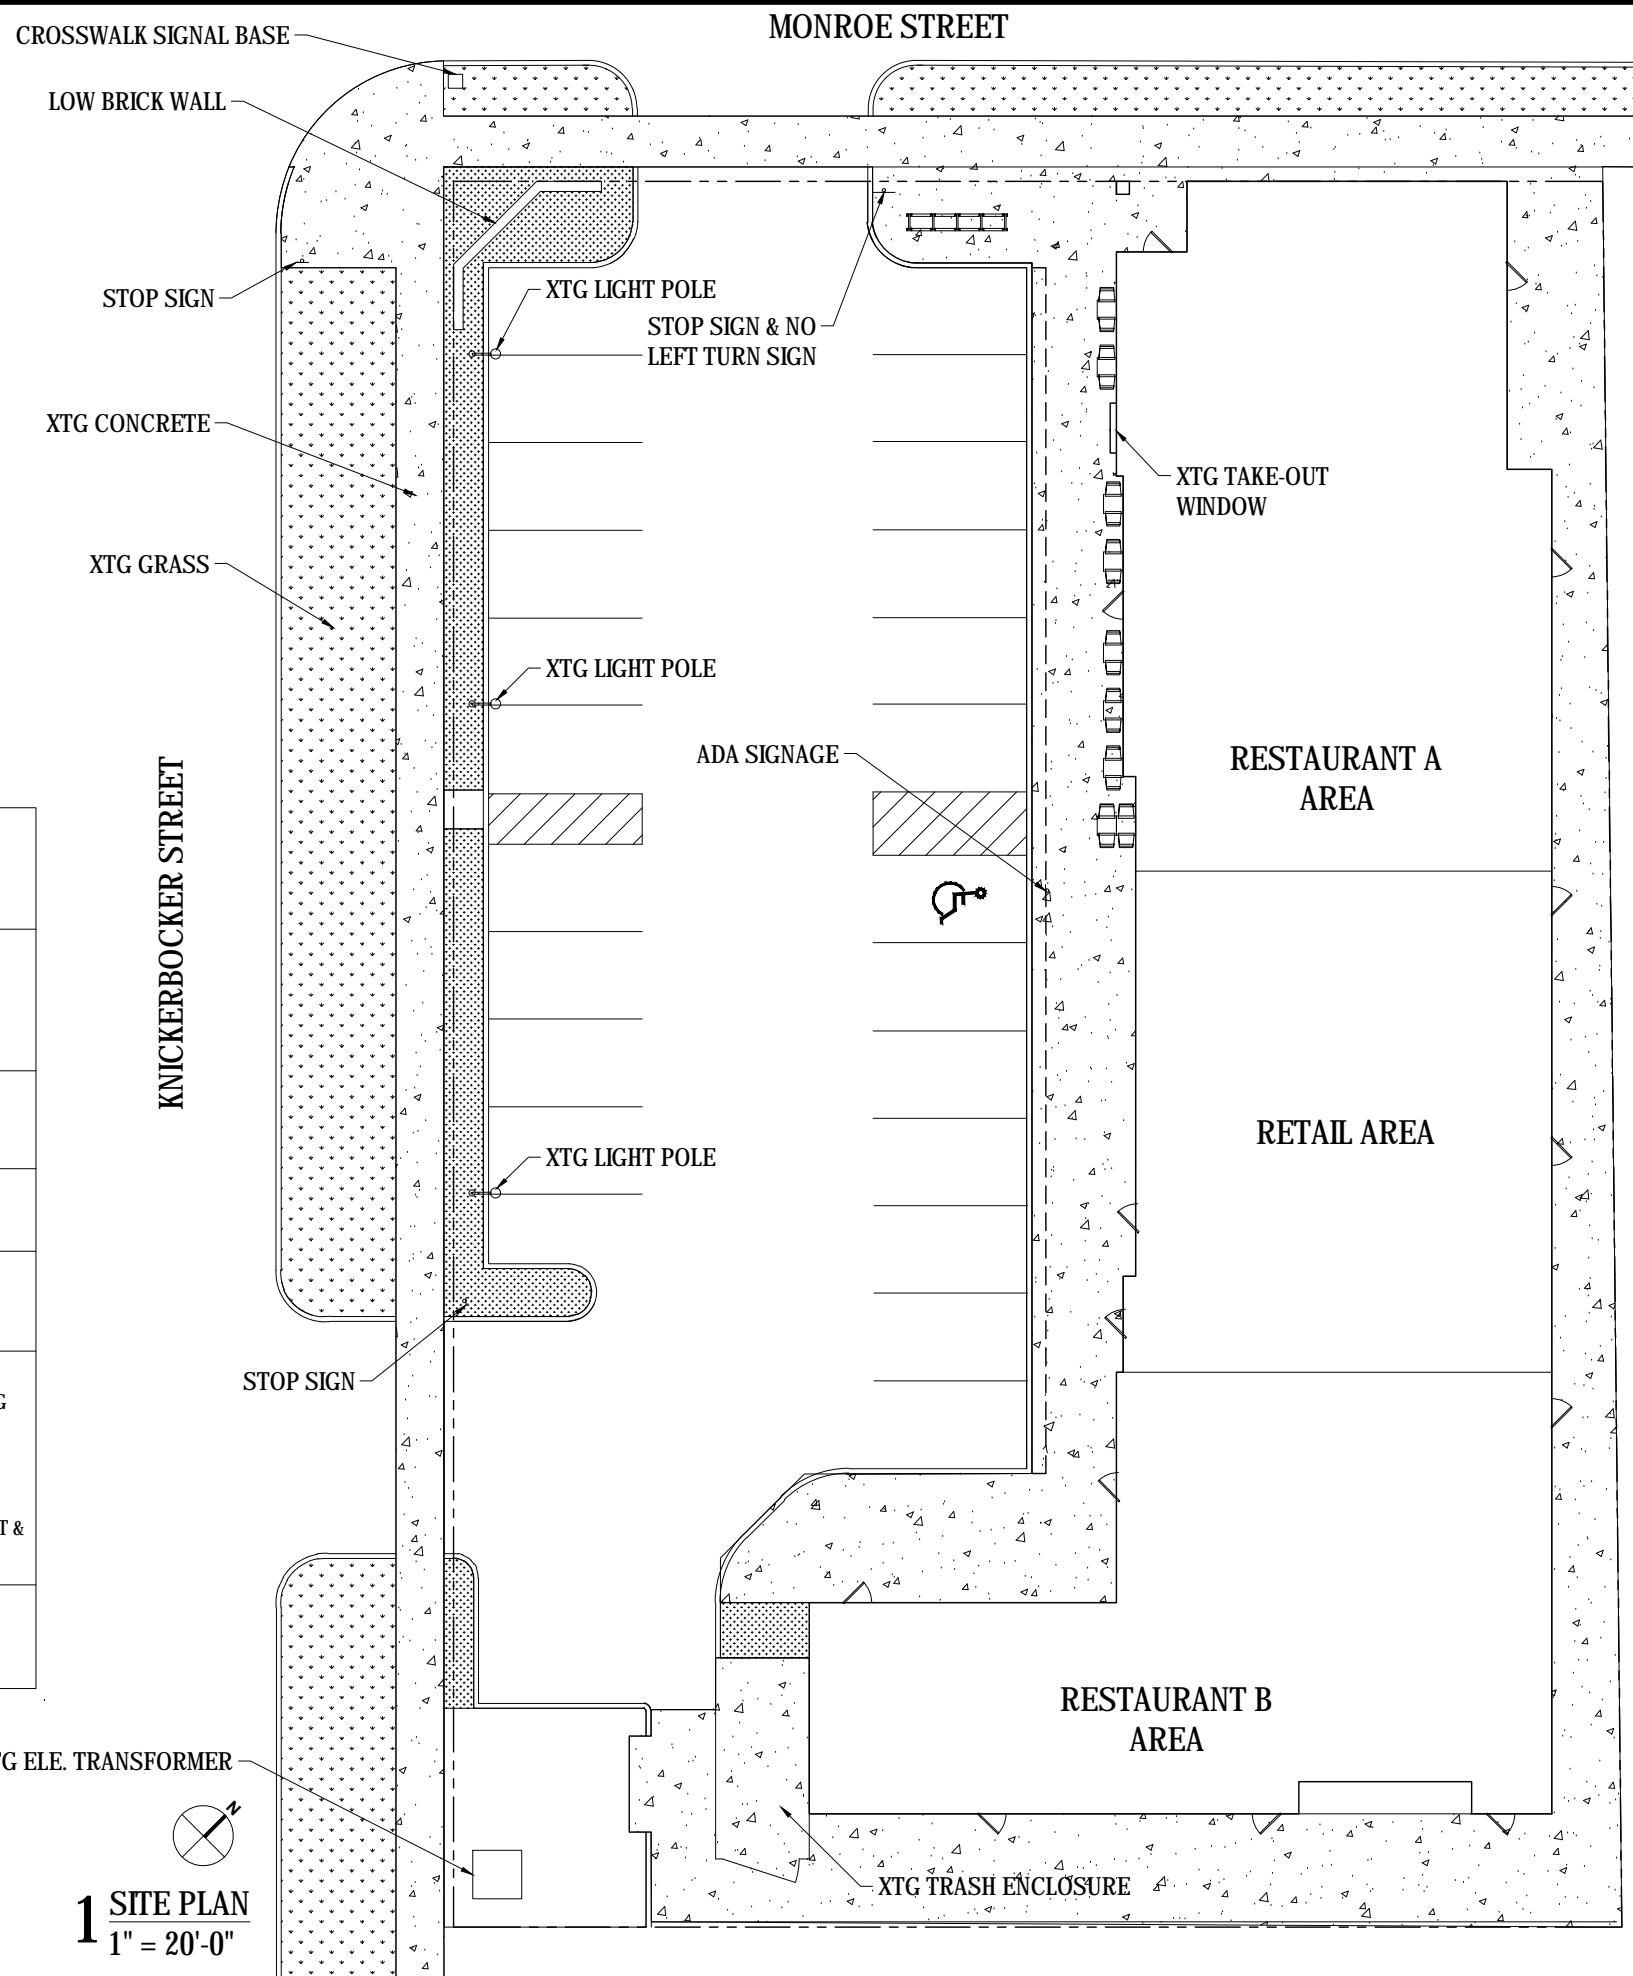 MONROE STREET
CROSSWALK SIGNAL BASE
LOW BRICK WALL
STOP SIGN
XTG LIGHT POLE
STOP SIGN & NO
LEFT TURN SIGN
XTG CONCRETE
XTG TAKE-OUT
WINDOW
XTG GRASS
XTG LIGHT POLE
ADA SIGNAGE
RESTAURANT A
AREA
KNICKERBOCKER STREET
RETAIL AREA
XTG LIGHT POLE
STOP SIGN
G
T &
RESTAURANT B
AREA
G ELE. TRANSFORMER
N
XTG TRASH ENCLOSURE
1 SITE PLAN
1" = 20'-0"